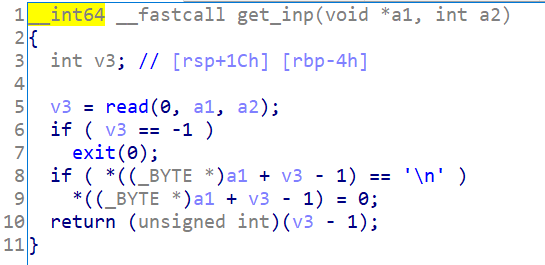 1 __int64 __fastcall get_inp(void *a1, int a2)
2 {
3   int v3; // [rsp+1Ch] [rbp-4h]
4
5   v3 = read(0, a1, a2);
6   if ( v3 == -1 )
7     exit(0);
8   if ( *((_BYTE *)a1 + v3 - 1) == '\n' )
9     *((_BYTE *)a1 + v3 - 1) = 0;
10   return (unsigned int)(v3 - 1);
11 }